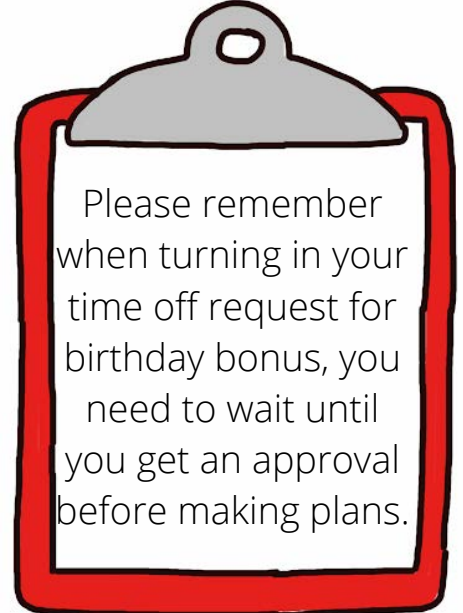 Please remember
when turning in your
time off request for
birthday bonus, you
need to wait until
you get an approval
before making plans.